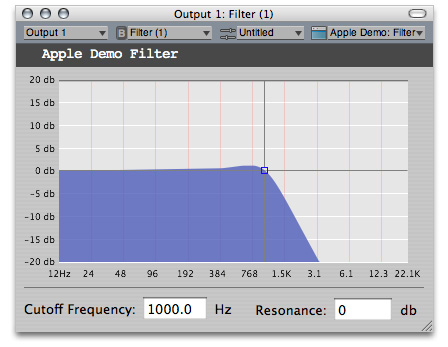 Output 1: Filter (1)
Output 1 B Filter (1) Untitled Apple Demo: Filter
Apple Demo Filter
20 db
15 db
10 db
5 db
0 db
-5 db
-10 db
-15 db
-20 db
12Hz 24 48 96 192 384 768 1.5K 3.1 6.1 12.3 22.1K
Cutoff Frequency: 1000.0 Hz Resonance: 0 db